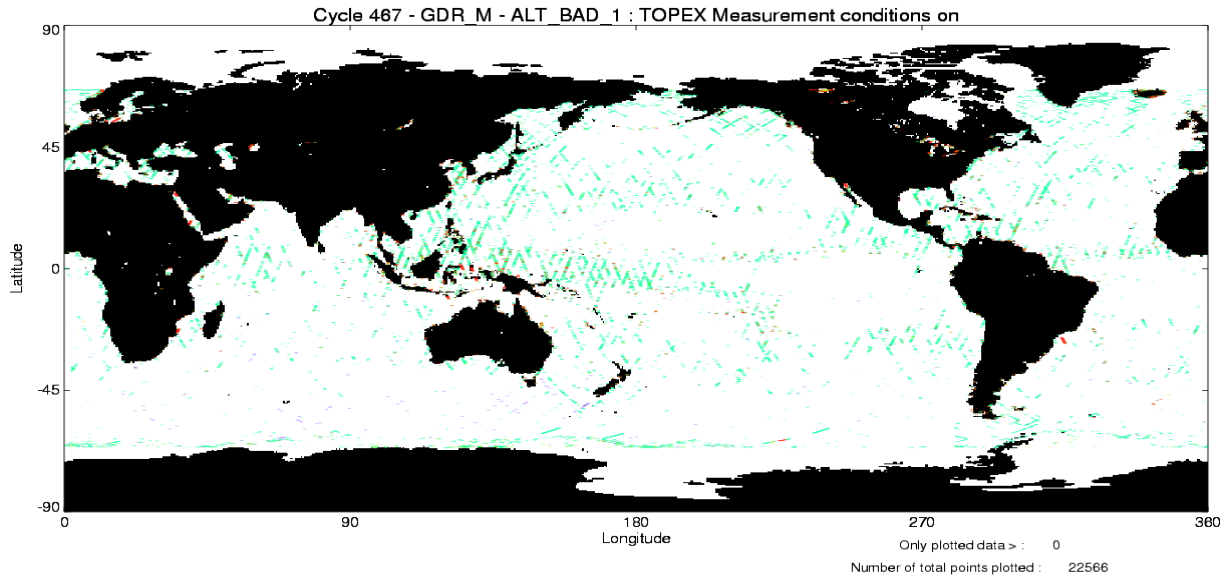 Cycle 467 - GDR_M - ALT_BAD_1 : TOPEX Measurement conditions on
90
45
0
-45
-90
Latitude
0 90 180 270 360
Longitude
Only plotted data > : 0
Number of total points plotted : 22566